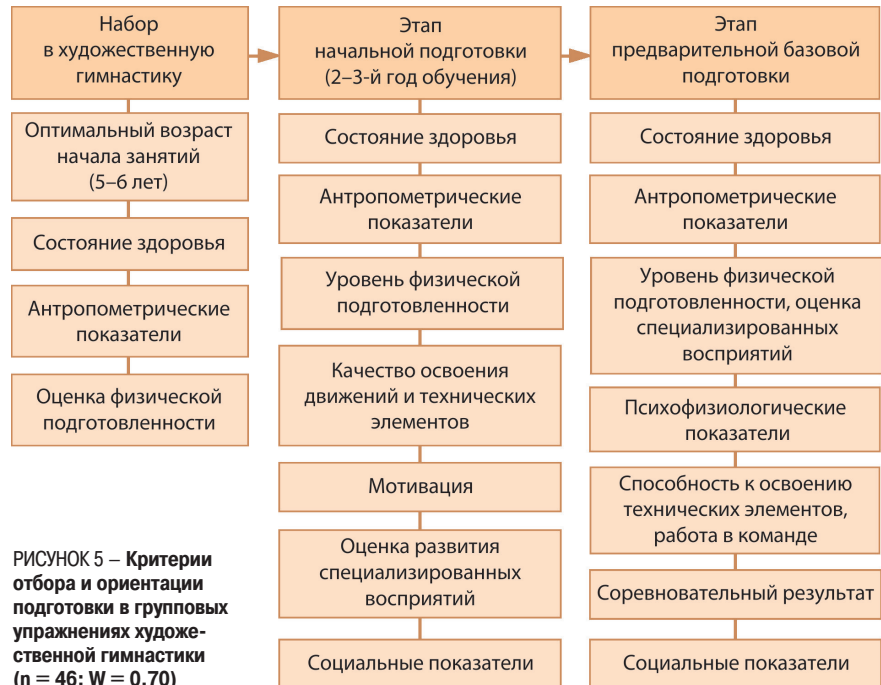 Набор
в художественную
гимнастику
Оптимальный возраст
начала занятий
(5–6 лет)
Состояние здоровья
Антропометрические
показатели
Оценка физической
подготовленности
Этап
начальной подготовки
(2–3-й год обучения)
Состояние здоровья
Антропометрические
показатели
Уровень физической
подготовленности
Качество освоения
движений и технических
элементов
Мотивация
Оценка развития
специализированных
восприятий
Социальные показатели
Этап
предварительной базовой
подготовки
Состояние здоровья
Антропометрические
показатели
Уровень физической
подготовленности, оценка
специализированных
восприятий
Психофизиологические
показатели
Способность к освоению
технических элементов,
работа в команде
Соревновательный результат
Социальные показатели
РИСУНОК 5 – Критерии
отбора и ориентации
подготовки в групповых
упражнениях художе-
ственной гимнастики
(n = 46; W = 0,70)